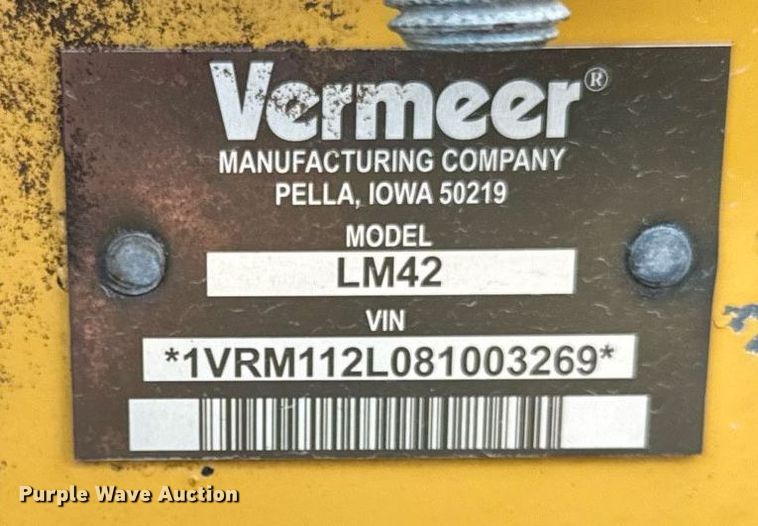 Vermeer®
MANUFACTURING COMPANY
PELLA, IOWA 50219
MODEL
LM42
VIN
*1VRM112L081003269*
Purple Wave Auction